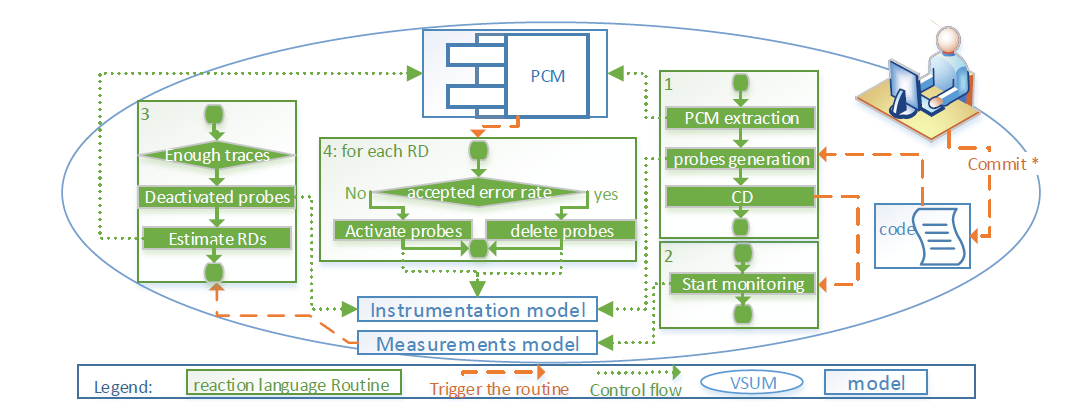 PCM
1
PCM extraction
probes generation
CD
2
Start monitoring
3
Enough traces
Deactivated probes
Estimate RDs
4: for each RD
No
accepted error rate
yes
Activate probes
delete probes
Instrumentation model
Measurements model
Commit *
code
Legend:
reaction language Routine
Trigger the routine
Control flow
VSUM
model